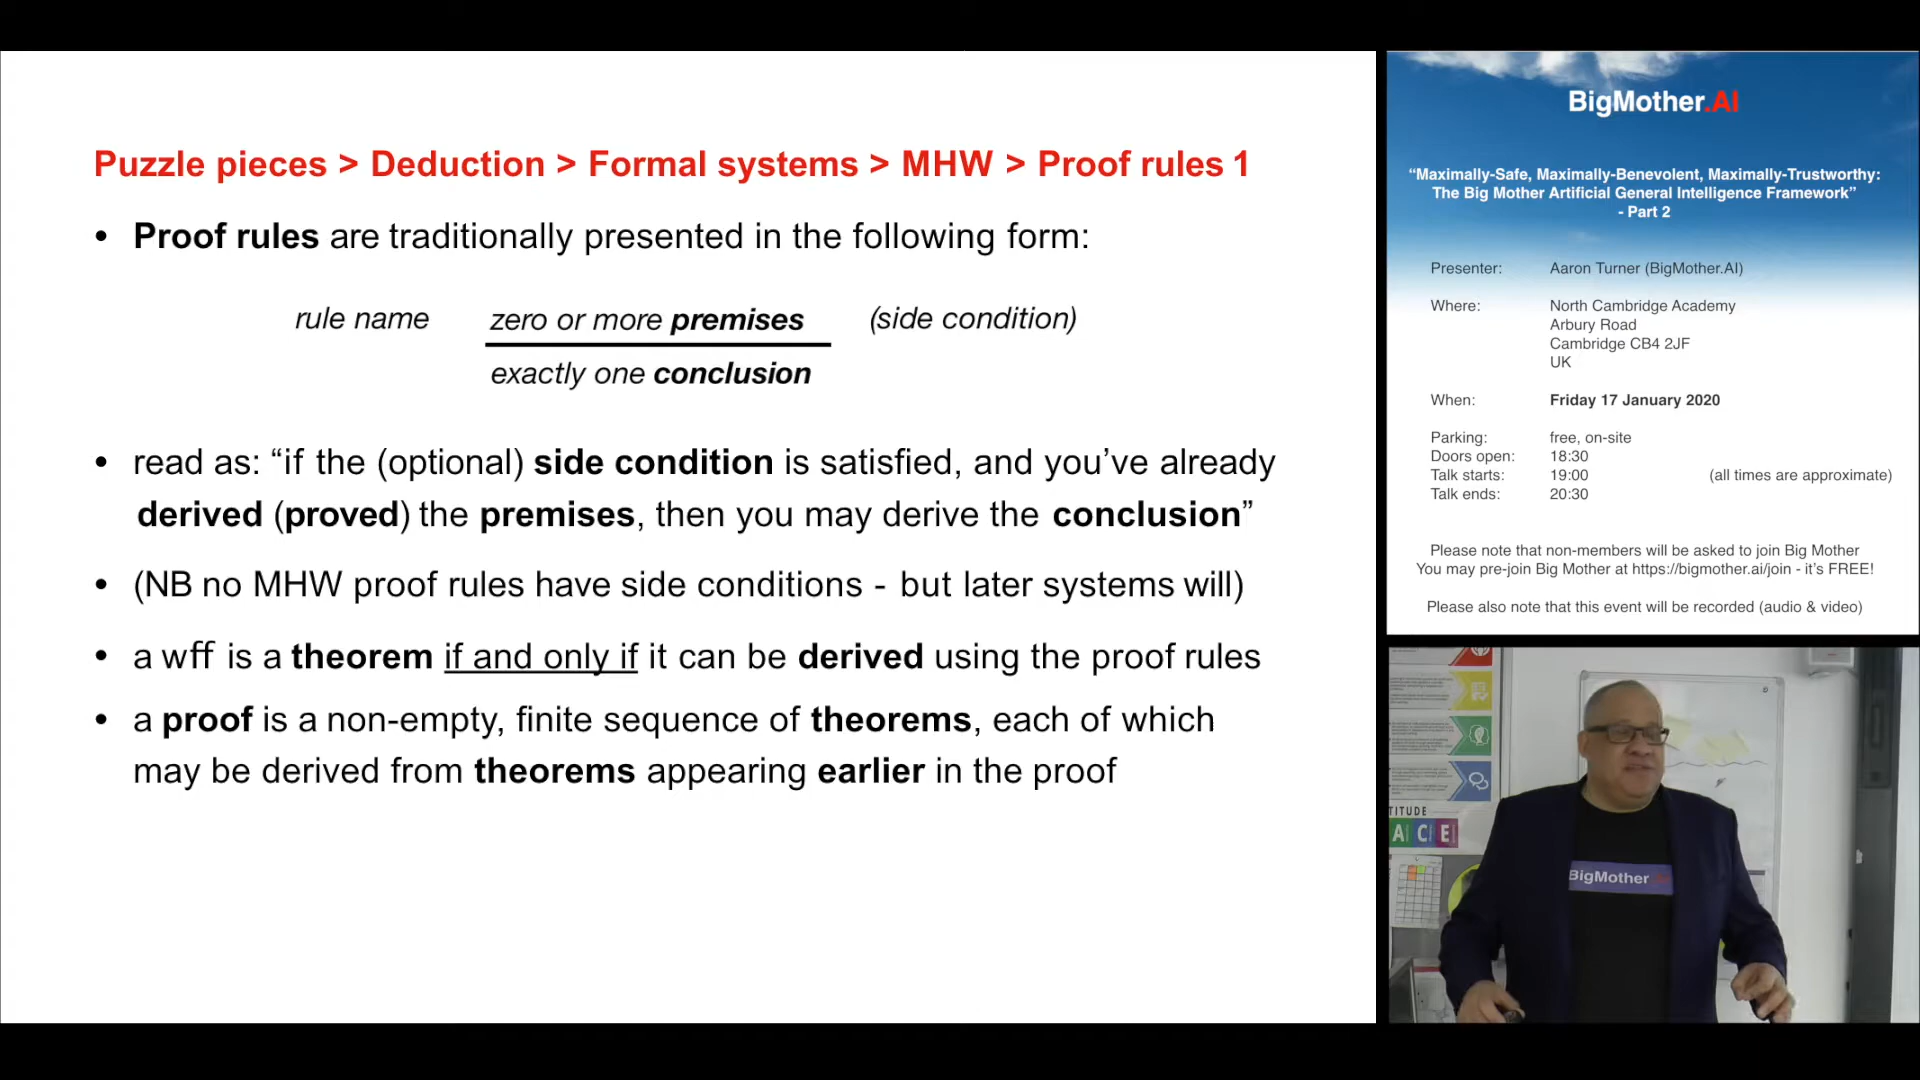 Puzzle pieces > Deduction > Formal systems > MHW > Proof rules 1
• Proof rules are traditionally presented in the following form:
rule name zero or more premises (side condition)
exactly one conclusion
• read as: “if the (optional) side condition is satisfied, and you’ve already
derived (proved) the premises, then you may derive the conclusion”
• (NB no MHW proof rules have side conditions - but later systems will)
• a wff is a theorem if and only if it can be derived using the proof rules
• a proof is a non-empty, finite sequence of theorems, each of which
may be derived from theorems appearing earlier in the proof
BigMother.AI
“Maximally-Safe, Maximally-Benevolent, Maximally-Trustworthy:
The Big Mother Artificial General Intelligence Framework”
- Part 2
Presenter: Aaron Turner (BigMother.AI)
Where: North Cambridge Academy
Arbury Road
Cambridge CB4 2JF
UK
When: Friday 17 January 2020
Parking: free, on-site
Doors open: 18:30
Talk starts: 19:00 (all times are approximate)
Talk ends: 20:30
Please note that non-members will be asked to join Big Mother
You may pre-join Big Mother at https://bigmother.ai/join - it’s FREE!
Please also note that this event will be recorded (audio & video)
TITUDE
ACE
BigMother